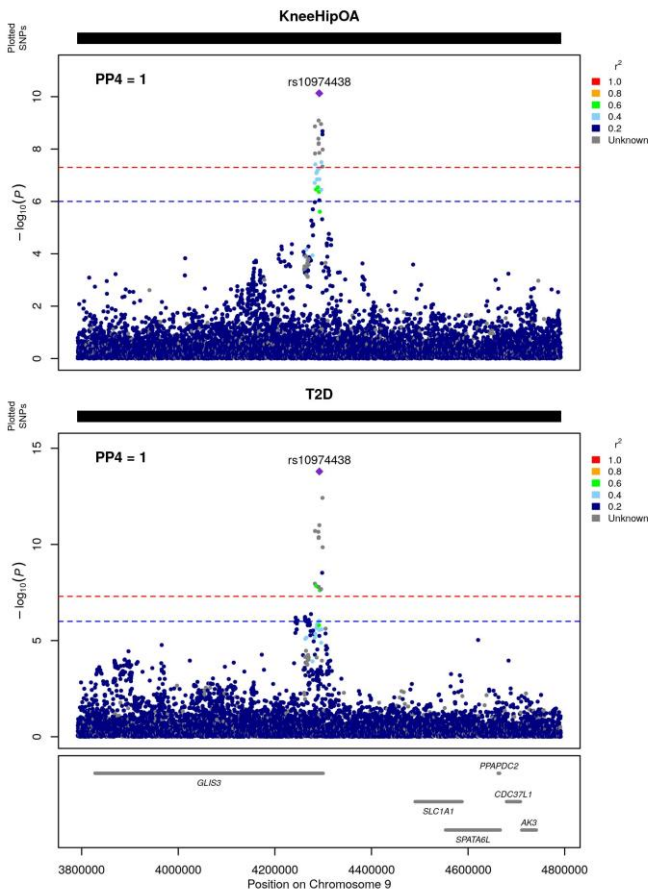 KneeHipOA
Plotted
SNPs
PP4 = 1
rs10974438
r²
1.0
0.8
0.6
0.4
0.2
Unknown
10
8
6
4
2
0
−log₁₀(P)
T2D
Plotted
SNPs
PP4 = 1
rs10974438
r²
1.0
0.8
0.6
0.4
0.2
Unknown
15
10
5
0
−log₁₀(P)
PPAPDC2
GLIS3
CDC37L1
SLC1A1
AK3
SPATA6L
3800000 4000000 4200000 4400000 4600000 4800000
Position on Chromosome 9